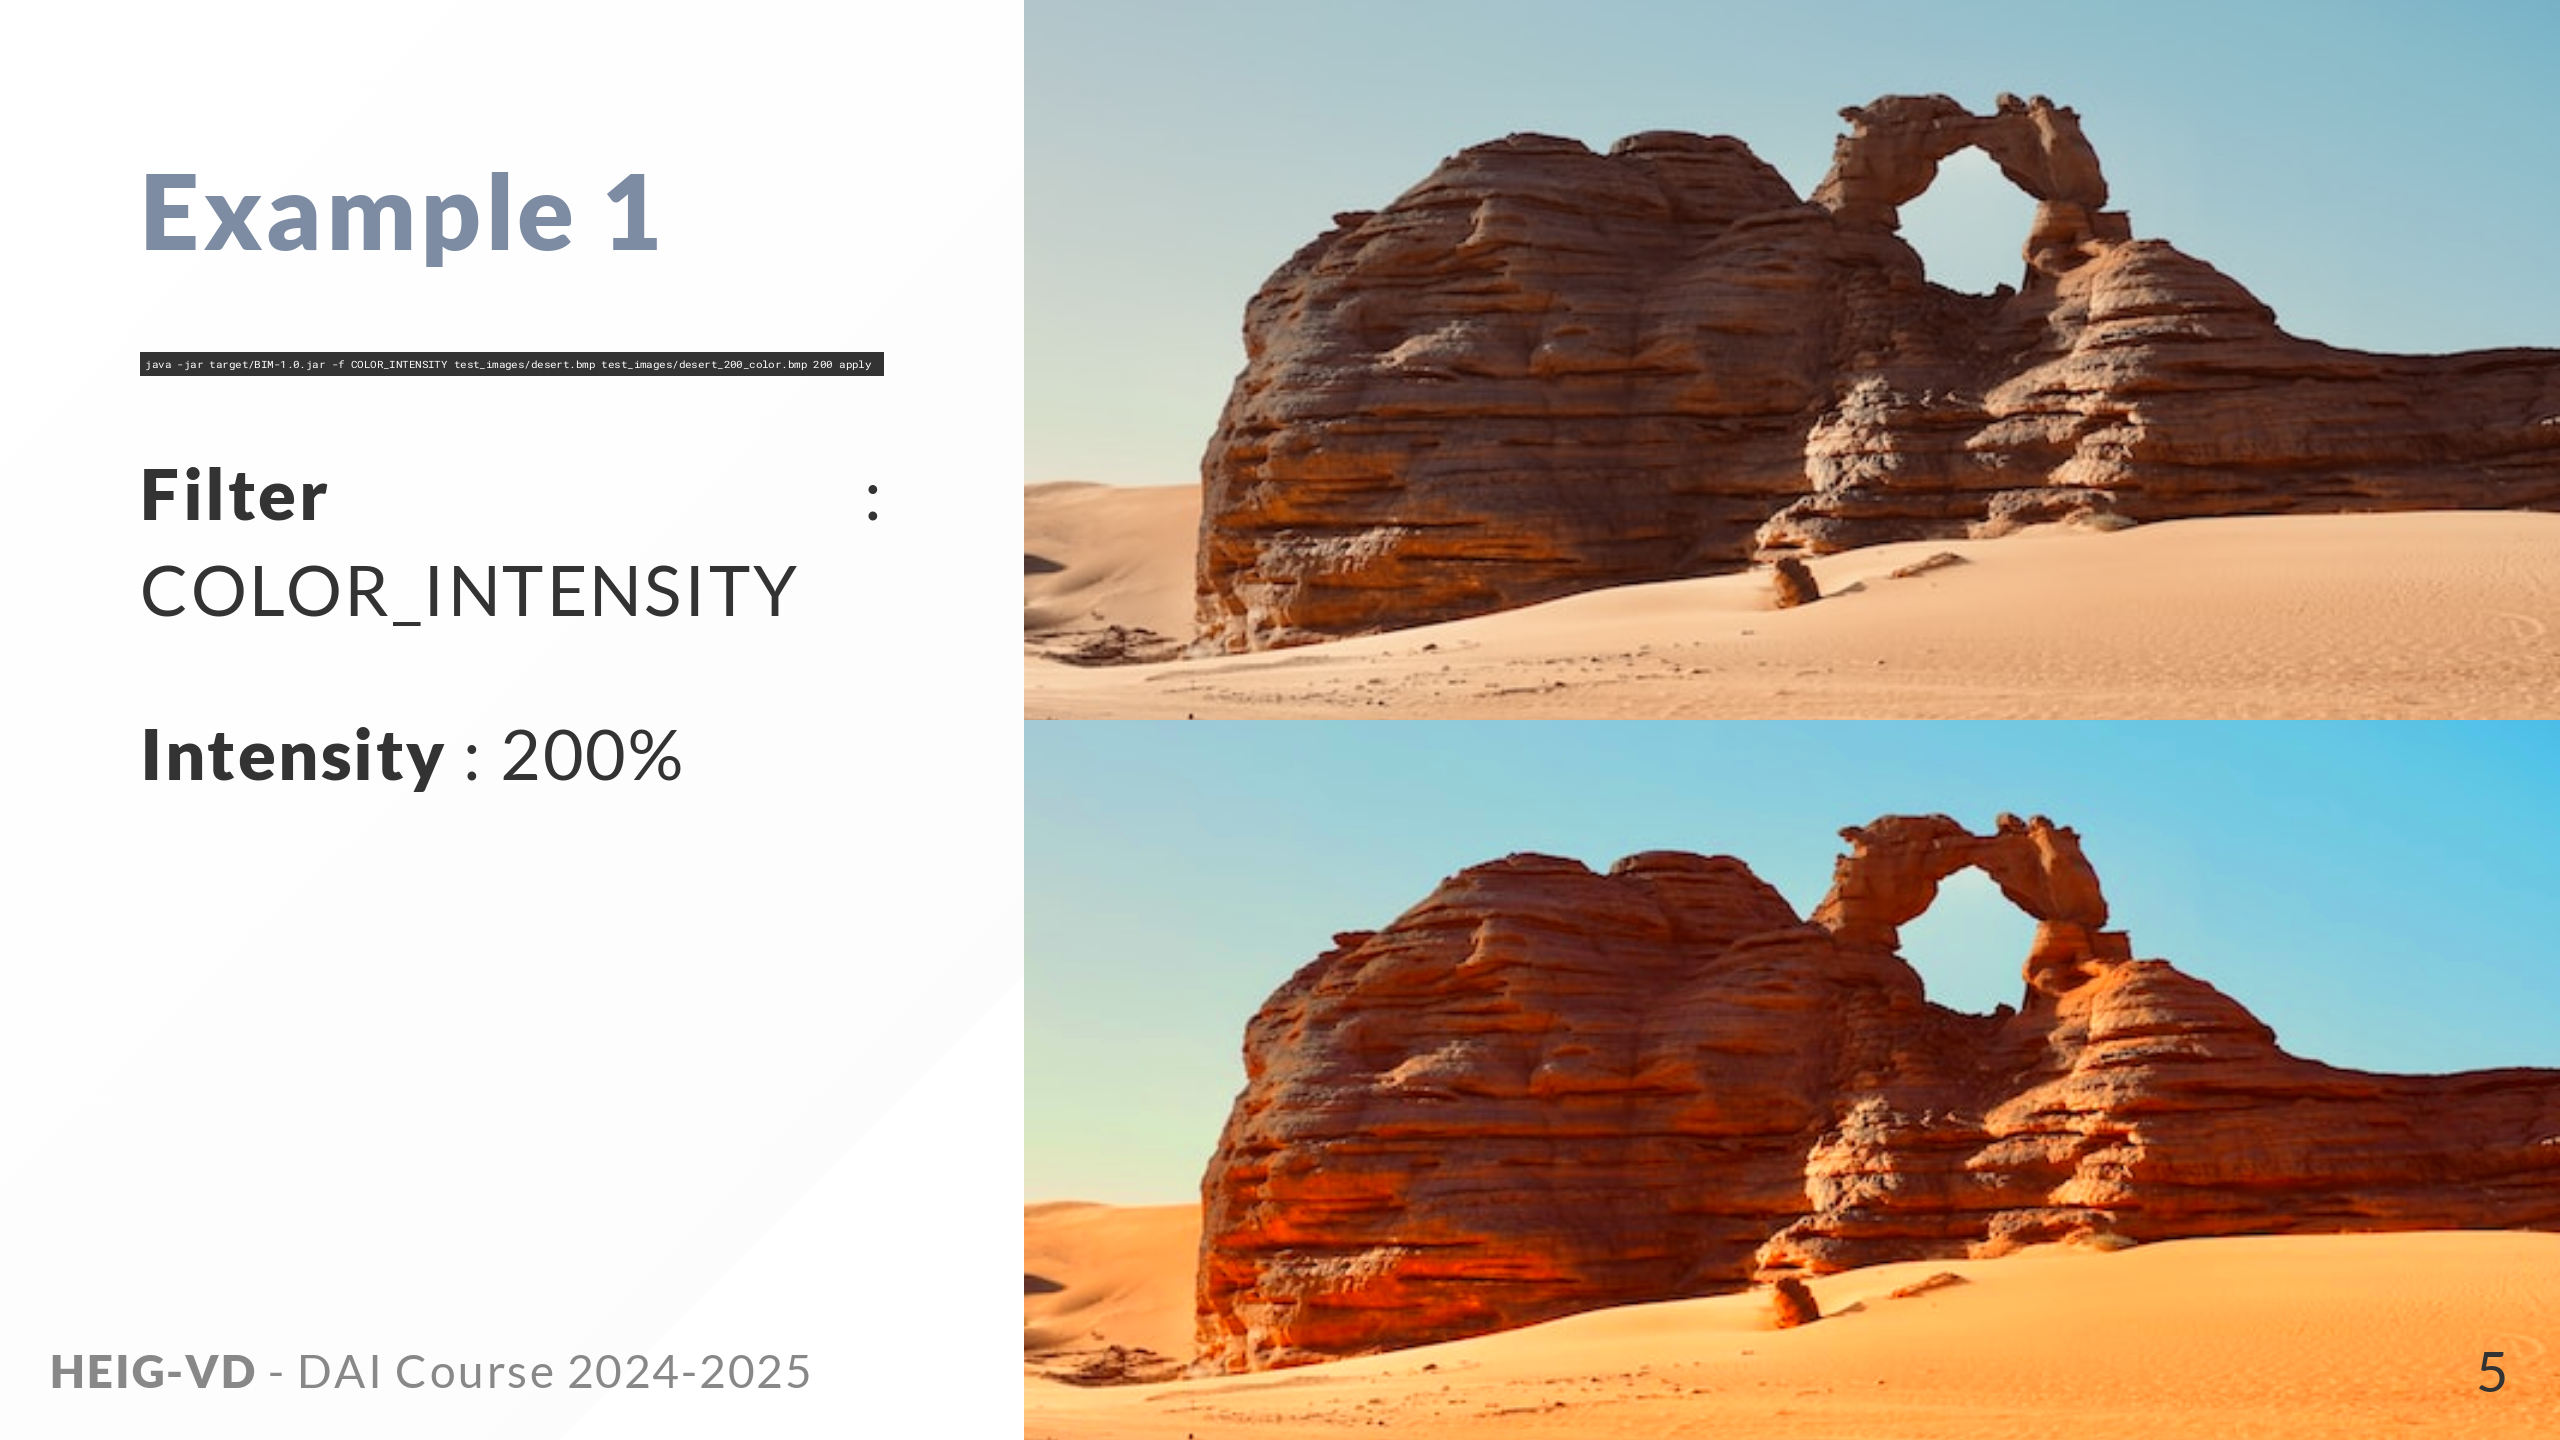 Example 1
java -jar target/BIM-1.0.jar -f COLOR_INTENSITY test_images/desert.bmp test_images/desert_200_color.bmp 200 apply
Filter :
COLOR_INTENSITY
Intensity : 200%
HEIG-VD - DAI Course 2024-2025
5